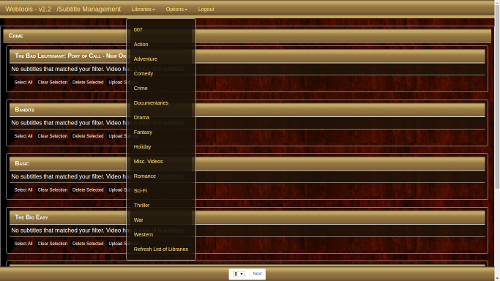 Webtools - v2.2 /Subtitle Management
Libraries
Options
Logout
Crime
007
Action
Adventure
Comedy
Crime
Documentaries
Drama
Fantasy
Holiday
Misc. Videos
Romance
Sci-Fi
Thriller
War
Western
Refresh List of Libraries
The Bad Lieutenant: Port of Call - New
No subtitles that matched your filter. Video
Select All Clear Selection Delete Selected Upload
Bandits
No subtitles that matched your filter. Video
Select All Clear Selection Delete Selected Upload
Basic
No subtitles that matched your filter. Video
Select All Clear Selection Delete Selected Upload
The Big Easy
No subtitles that matched your filter. Video
Select All Clear Selection Delete Selected Upload
Next